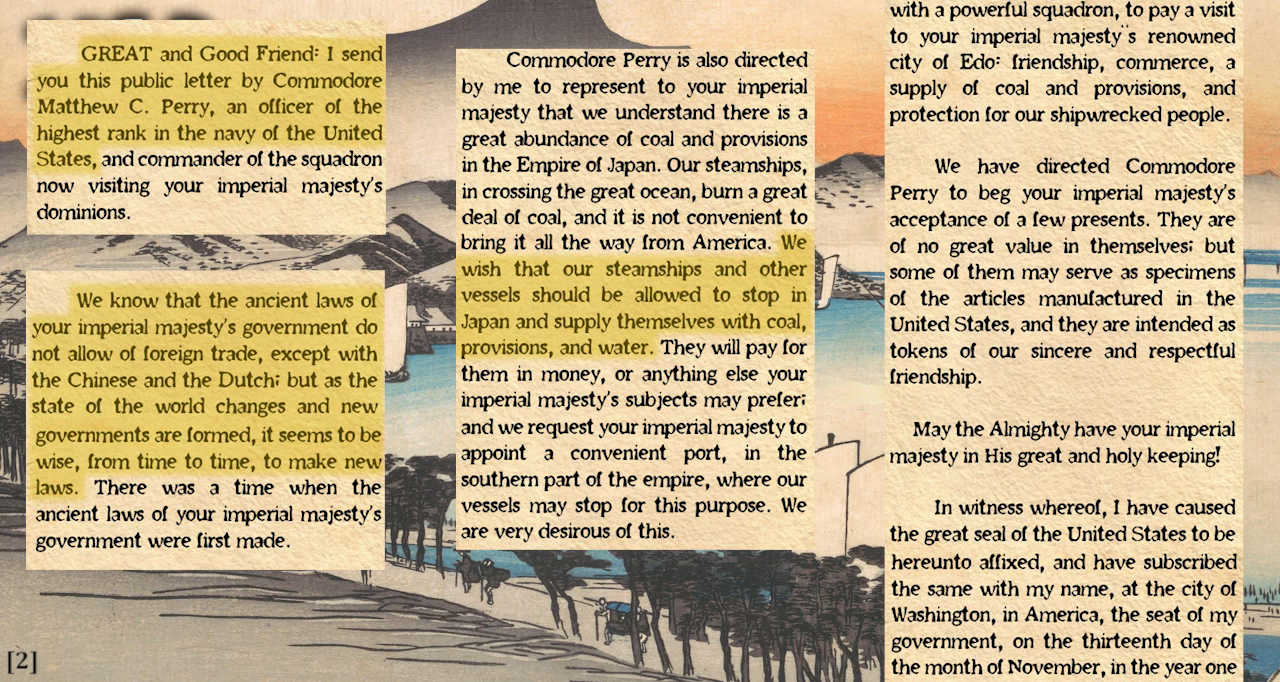 GREAT and Good Friend: I send
you this public letter by Commodore
Matthew C. Perry, an officer of the
highest rank in the navy of the United
States, and commander of the squadron
now visiting your imperial majesty's
dominions.
We know that the ancient laws of
your imperial majesty's government do
not allow of foreign trade, except with
the Chinese and the Dutch; but as the
state of the world changes and new
governments are formed, it seems to be
wise, from time to time, to make new
laws. There was a time when the
ancient laws of your imperial majesty's
government were first made.
[2]
Commodore Perry is also directed
by me to represent to your imperial
majesty that we understand there is a
great abundance of coal and provisions
in the Empire of Japan. Our steamships,
in crossing the great ocean, burn a great
deal of coal, and it is not convenient to
bring it all the way from America. We
wish that our steamships and other
vessels should be allowed to stop in
Japan and supply themselves with coal,
provisions, and water. They will pay for
them in money, or anything else your
imperial majesty's subjects may prefer;
and we request your imperial majesty to
appoint a convenient port, in the
southern part of the empire, where our
vessels may stop for this purpose. We
are very desirous of this.
with a powerful squadron, to pay a visit
to your imperial majesty's renowned
city of Edo: friendship, commerce, a
supply of coal and provisions, and
protection for our shipwrecked people.
We have directed Commodore
Perry to beg your imperial majesty's
acceptance of a few presents. They are
of no great value in themselves; but
some of them may serve as specimens
of the articles manufactured in the
United States, and they are intended as
tokens of our sincere and respectful
friendship.
May the Almighty have your imperial
majesty in His great and holy keeping!
In witness whereof, I have caused
the great seal of the United States to be
hereunto affixed, and have subscribed
the same with my name, at the city of
Washington, in America, the seat of my
government, on the thirteenth day of
the month of November, in the year one